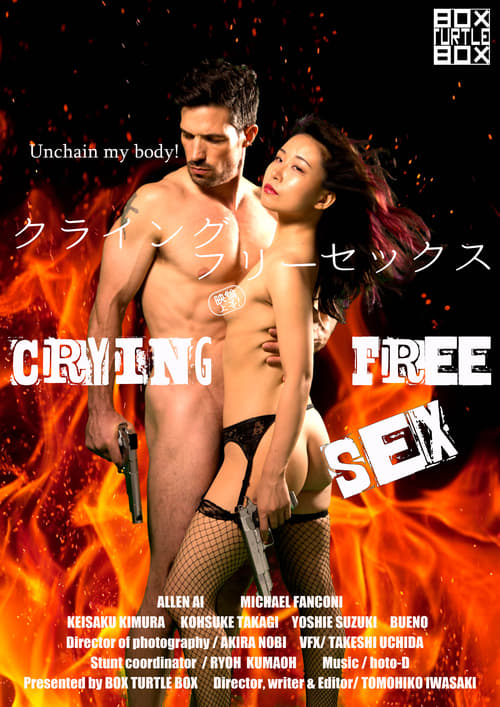 BOX
TURTLE
BOX
Unchain my body!
クライング
フリーセックス
CRYING FREE
SEX
ALLEN AI MICHAEL FANCONI
KEISAKU KIMURA KOHSUKE TAKAGI YOSHIE SUZUKI BUENO
Director of photography / AKIRA NOBI VFX/ TAKESHI UCHIDA
Stunt coordinator / RYOH KUMAOH Music / hoto-D
Presented by BOX TURTLE BOX Director, writer & Editor/ TOMOHIKO IWASAKI